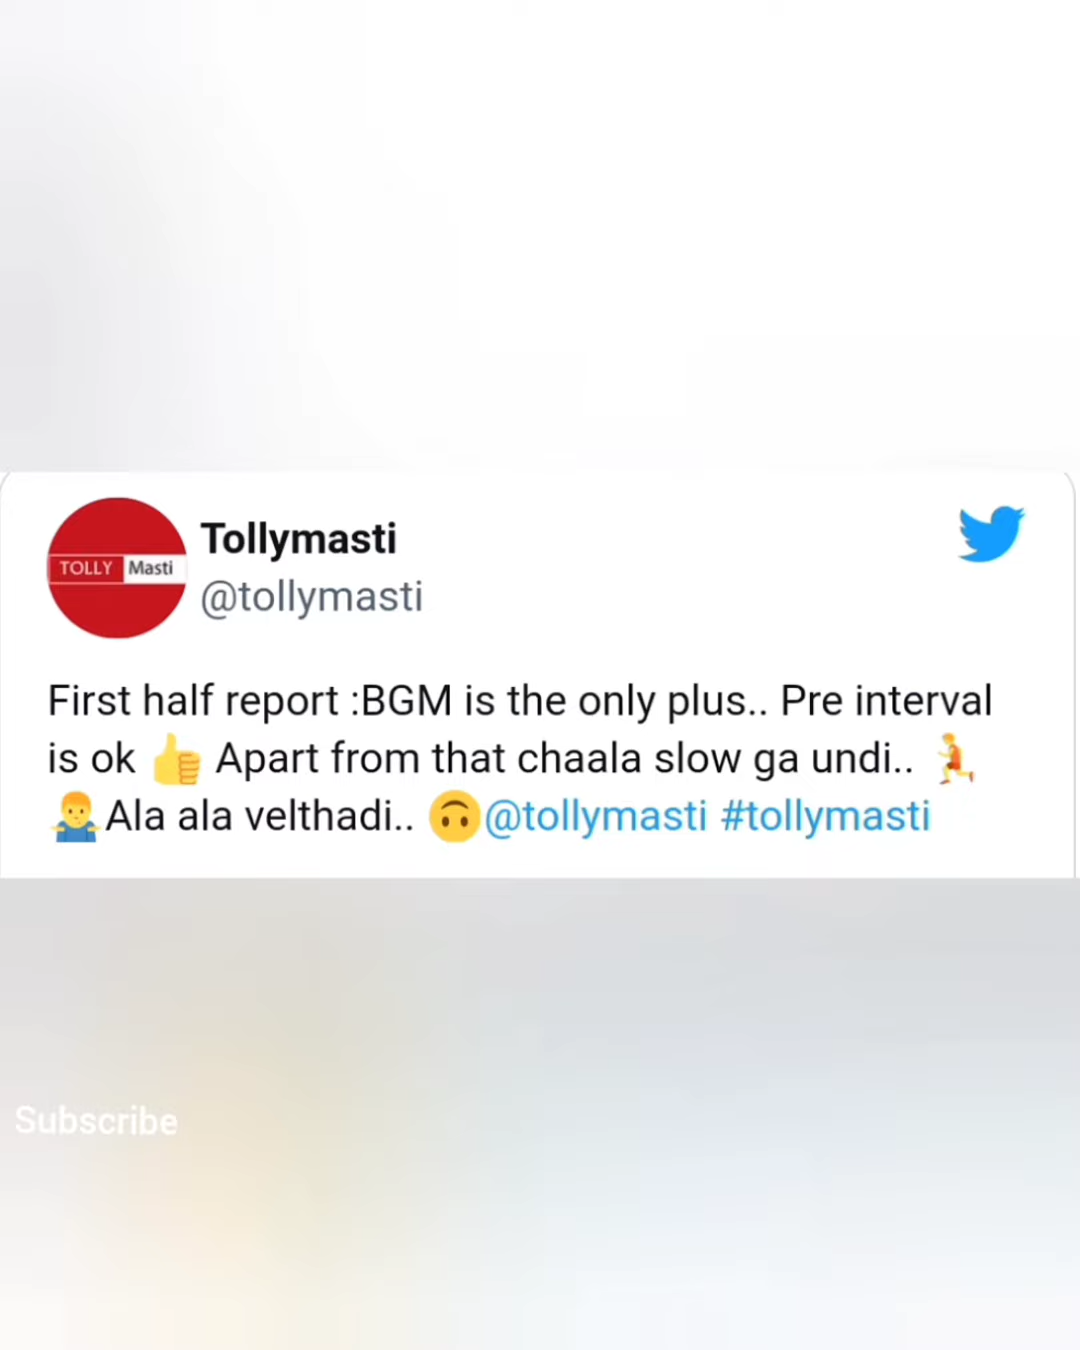 TOLLY Masti
Tollymasti
@tollymasti
First half report :BGM is the only plus.. Pre interval
is ok 👍 Apart from that chaala slow ga undi.. 🏃
🤷‍♂️Ala ala velthadi.. 🙃@tollymasti #tollymasti
Subscribe